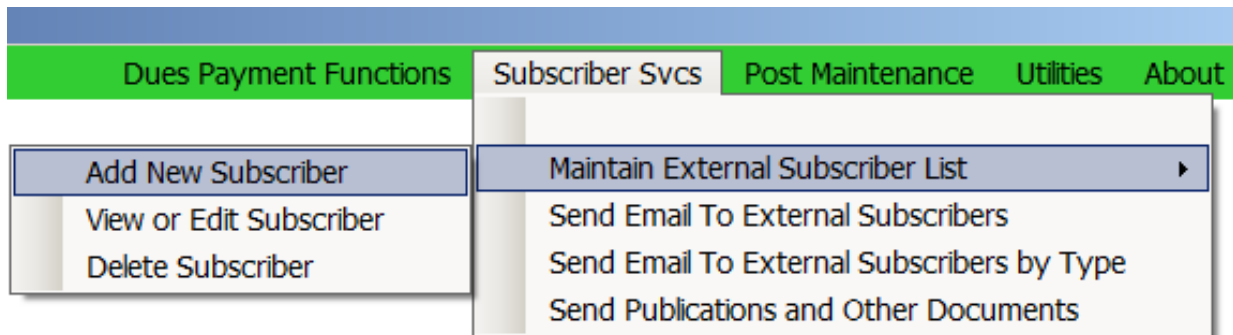 Dues Payment Functions Subscriber Svcs Post Maintenance Utilities About
Add New Subscriber
View or Edit Subscriber
Delete Subscriber
Maintain External Subscriber List
Send Email To External Subscribers
Send Email To External Subscribers by Type
Send Publications and Other Documents